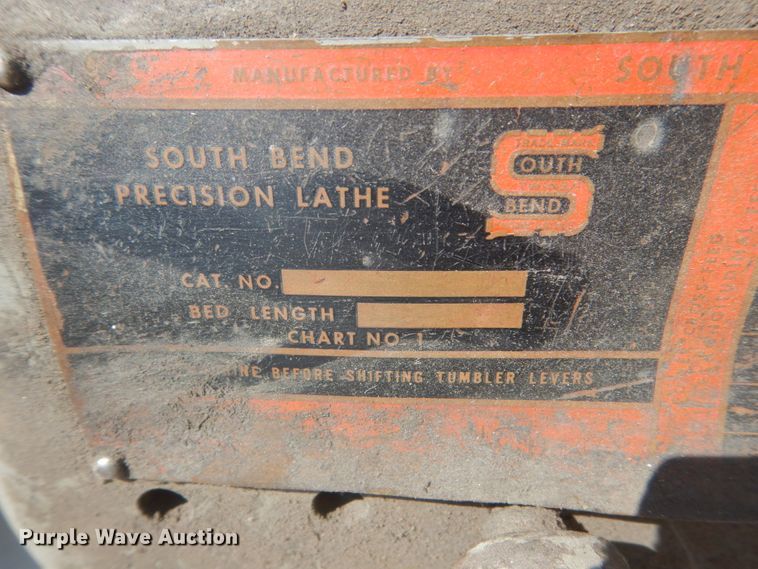 MANUFACTURED BY
SOUTH
SOUTH BEND
PRECISION LATHE
TRADE MARK
OUTH
BEND
CAT. NO.
BED LENGTH
CHART NO. 1
BEFORE SHIFTING TUMBLER LEVERS
Purple Wave Auction